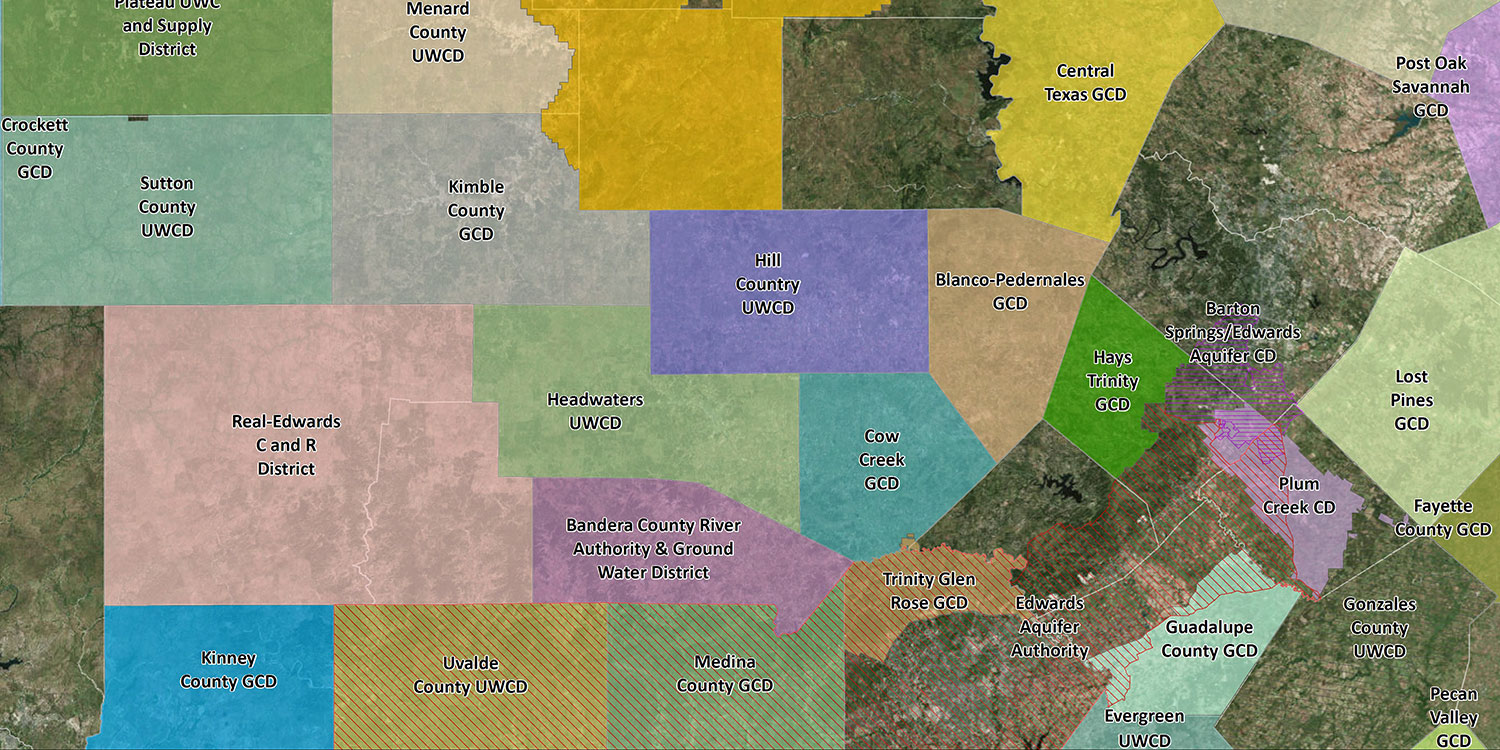 Plateau UWC
and Supply
District
Menard
County
UWCD
Central
Texas GCD
Post Oak
Savannah
GCD
Crockett
County
GCD
Sutton
County
UWCD
Kimble
County
GCD
Hill
Country
UWCD
Blanco-Pedernales
GCD
Barton
Springs/Edwards
Aquifer CD
Hays
Trinity
GCD
Lost
Pines
GCD
Headwaters
UWCD
Real-Edwards
C and R
District
Cow
Creek
GCD
Plum
Creek CD
Fayette
County GCD
Bandera County River
Authority & Ground
Water District
Trinity Glen
Rose GCD
Edwards
Aquifer
Authority
Guadalupe
County GCD
Gonzales
County
UWCD
Kinney
County GCD
Uvalde
County UWCD
Medina
County GCD
Evergreen
UWCD
Pecan
Valley
GCD